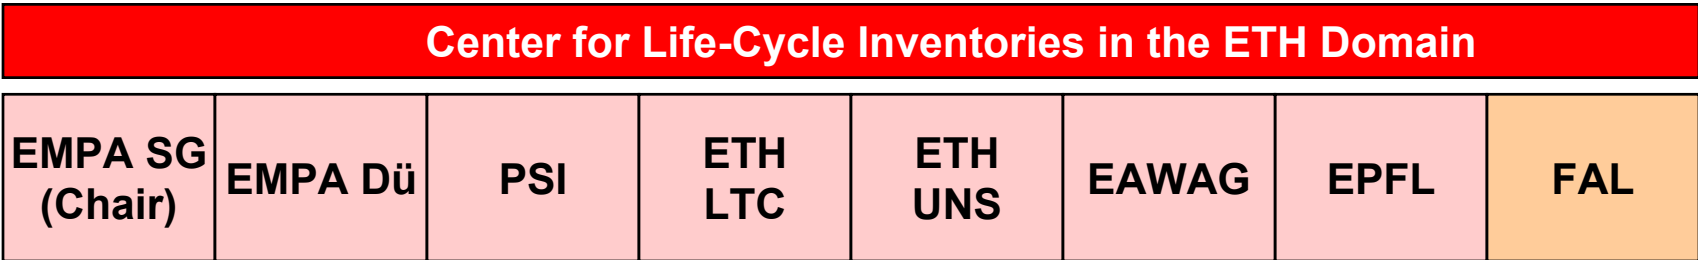 Center for Life-Cycle Inventories in the ETH Domain
EMPA SG
(Chair)
EMPA Dü
PSI
ETH
LTC
ETH
UNS
EAWAG
EPFL
FAL